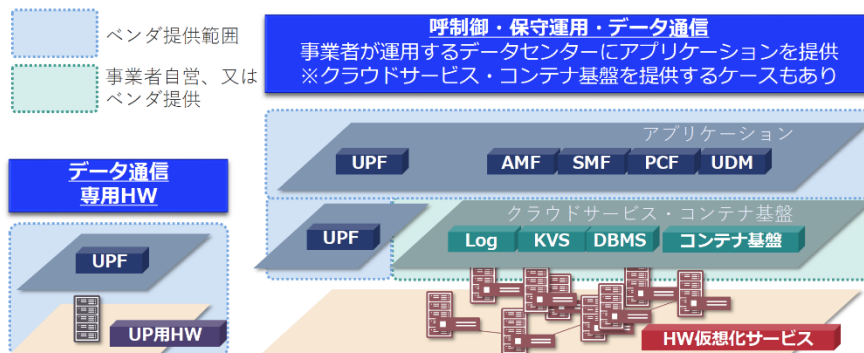 ベンダ提供範囲
事業者自営、又は
ベンダ提供
呼制御・保守運用・データ通信
事業者が運用するデータセンターにアプリケーションを提供
※クラウドサービス・コンテナ基盤を提供するケースもあり
アプリケーション
UPF AMF SMF PCF UDM
データ通信
専用HW
クラウドサービス・コンテナ基盤
UPF Log KVS DBMS コンテナ基盤
UPF
UP用HW
HW仮想化サービス